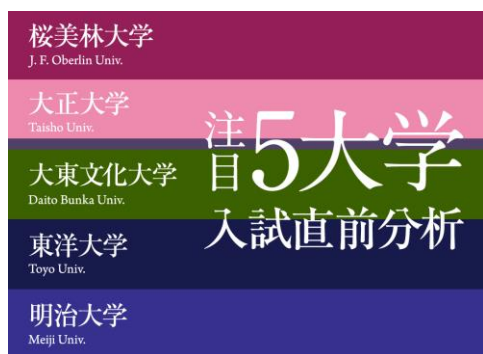 桜美林大学
J. F. Oberlin Univ.
大正大学
Taisho Univ.
大東文化大学
Daito Bunka Univ.
東洋大学
Toyo Univ.
明治大学
Meiji Univ.
注目5大学
入試直前分析